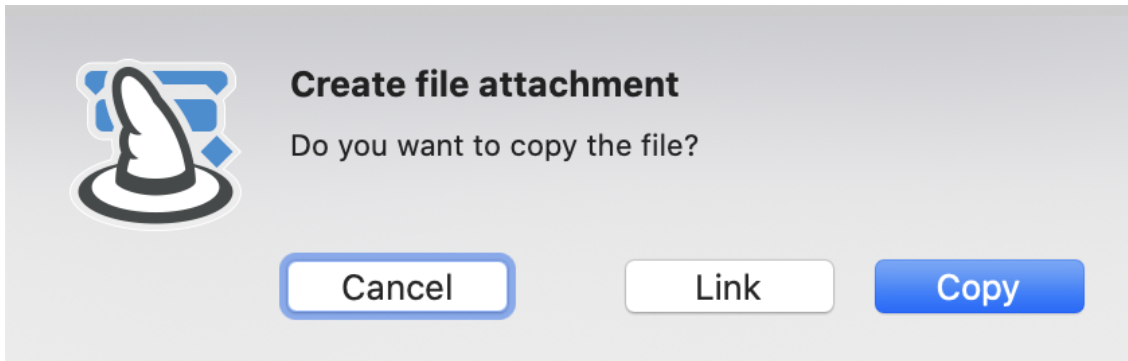 Create file attachment
Do you want to copy the file?
Cancel Link Copy